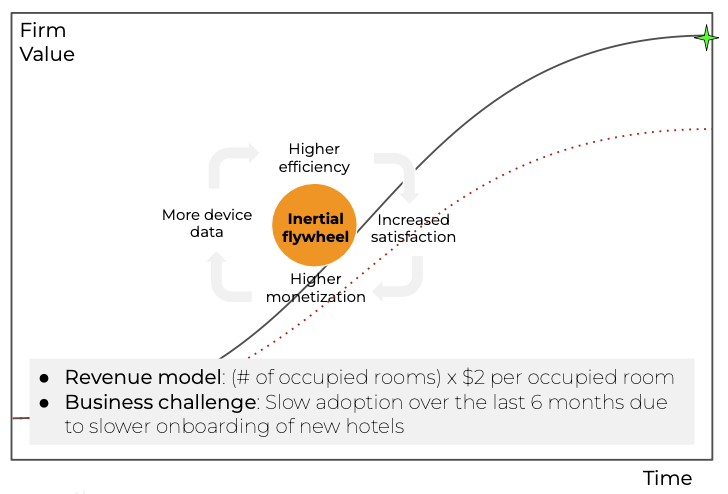 Firm
Value
Higher
efficiency
More device
data
Inertial
flywheel
Increased
satisfaction
Higher
monetization
● Revenue model: (# of occupied rooms) x $2 per occupied room
● Business challenge: Slow adoption over the last 6 months due
to slower onboarding of new hotels
Time